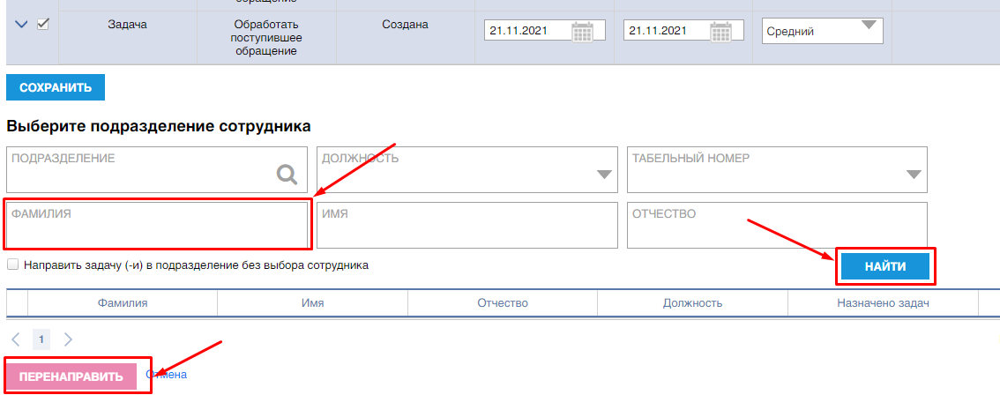 обращение
Задача
Обработать
поступившее
обращение
Создана
21.11.2021
21.11.2021
Средний
СОХРАНИТЬ
Выберите подразделение сотрудника
ПОДРАЗДЕЛЕНИЕ
ДОЛЖНОСТЬ
ТАБЕЛЬНЫЙ НОМЕР
ФАМИЛИЯ
ИМЯ
ОТЧЕСТВО
Направить задачу (-и) в подразделение без выбора сотрудника
НАЙТИ
Фамилия
Имя
Отчество
Должность
Назначено задач
1
ПЕРЕНАПРАВИТЬ
Отмена